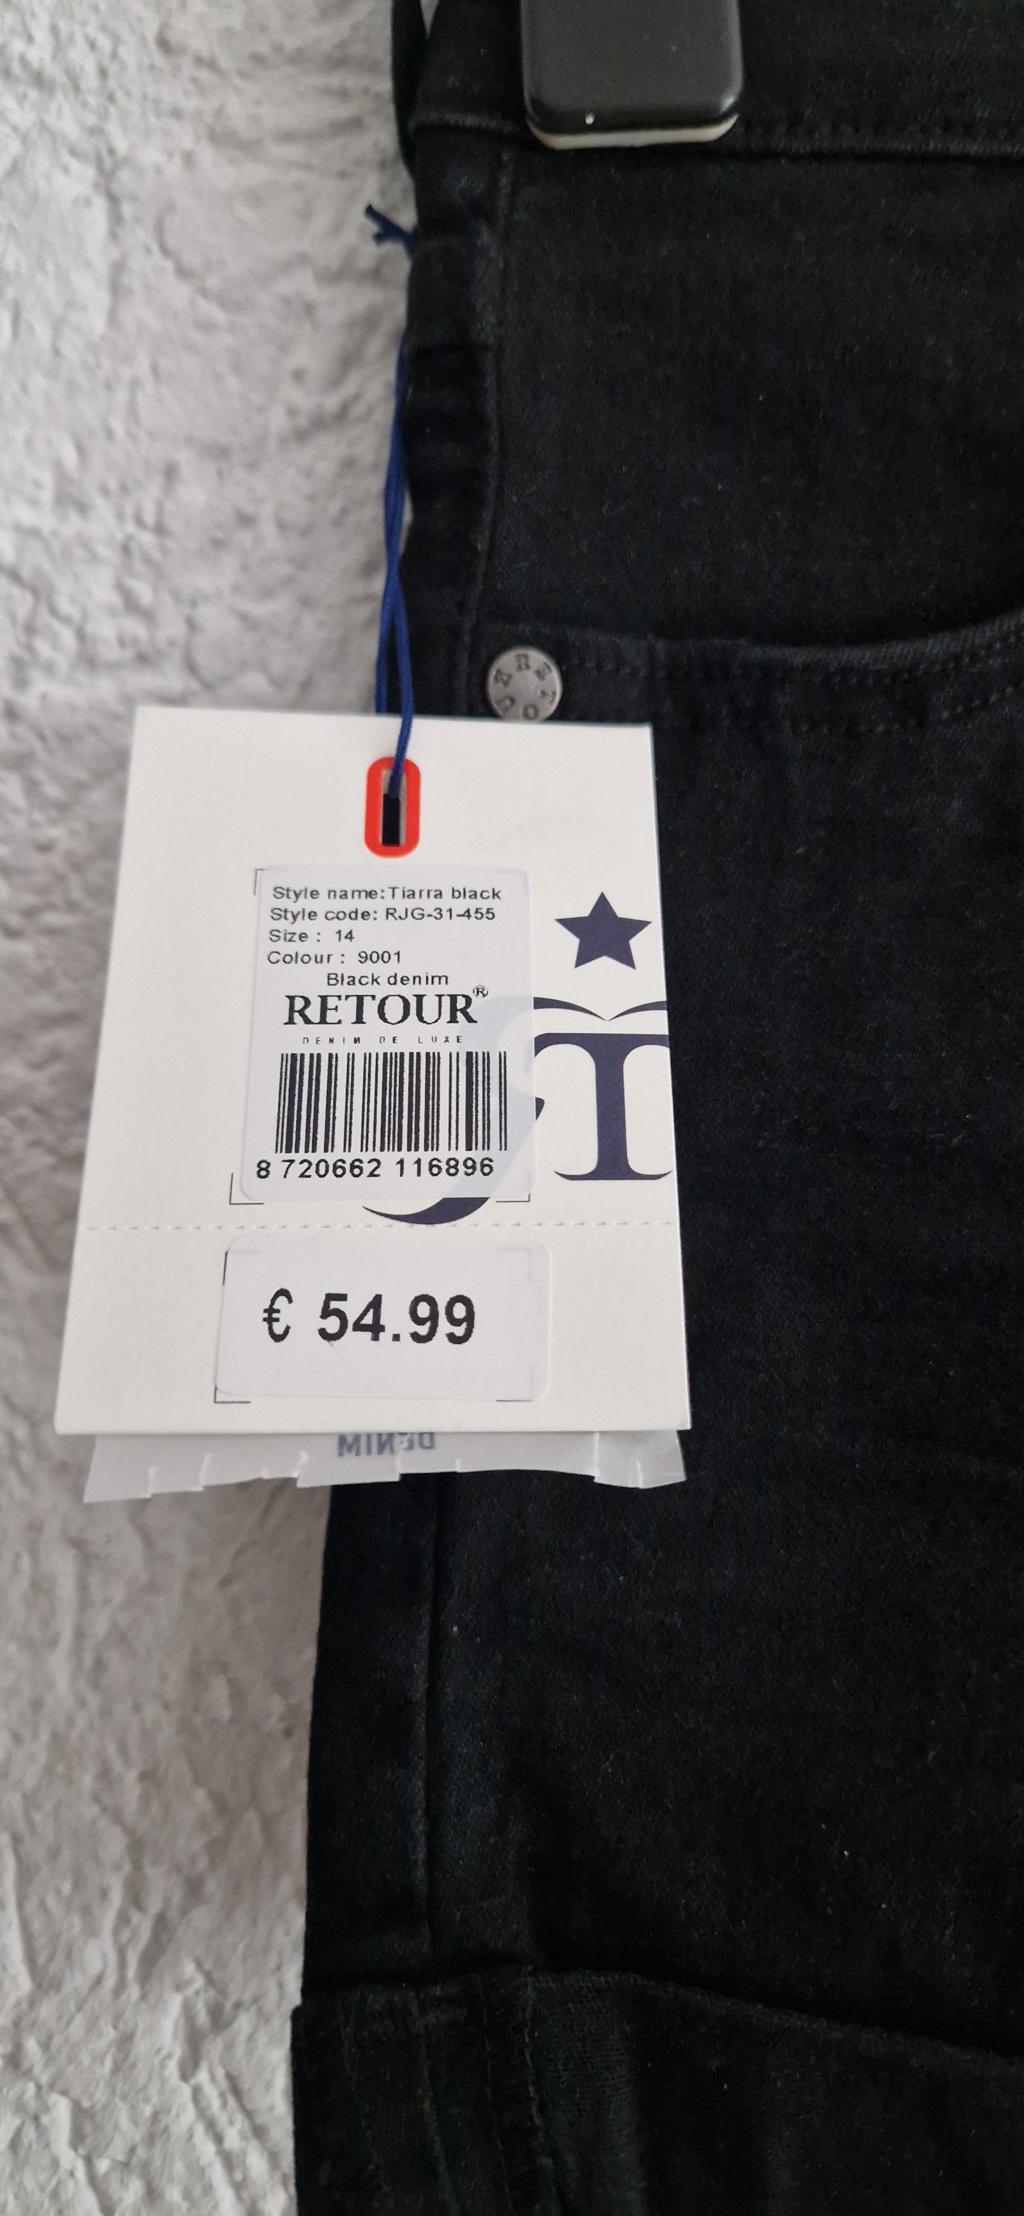 RETOUR
Style name: Tiarra black
Style code: RJG-31-455
Size : 14
Colour : 9001
Black denim
RETOUR®
DENIM DE LUXE
8 720662 116896
€ 54.99
DENIM